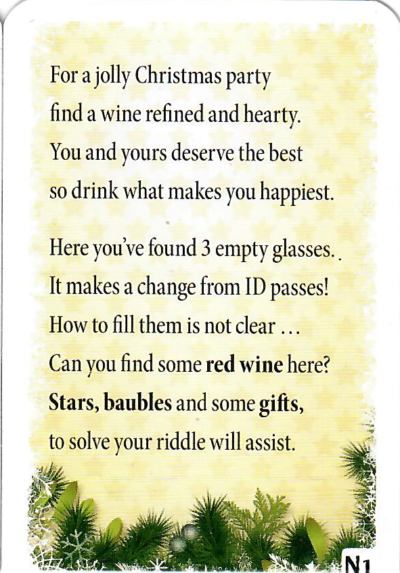 For a jolly Christmas party
find a wine refined and hearty.
You and yours deserve the best
so drink what makes you happiest.
Here you've found 3 empty glasses. .
It makes a change from ID passes!
How to fill them is not clear ...
Can you find some red wine here?
Stars, baubles and some gifts,
to solve your riddle will assist.
N1